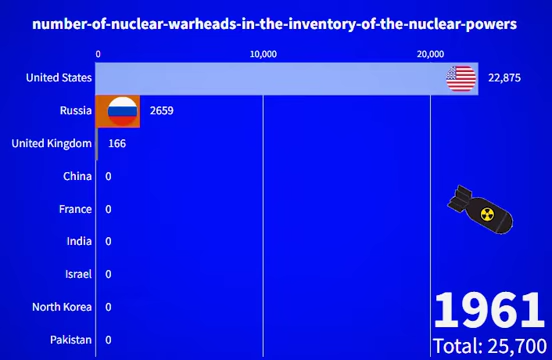 number-of-nuclear-warheads-in-the-inventory-of-the-nuclear-powers
0 10,000 20,000
United States 22,875
Russia 2659
United Kingdom 166
China 0
France 0
India 0
Israel 0
North Korea 0
Pakistan 0
1961
Total: 25,700